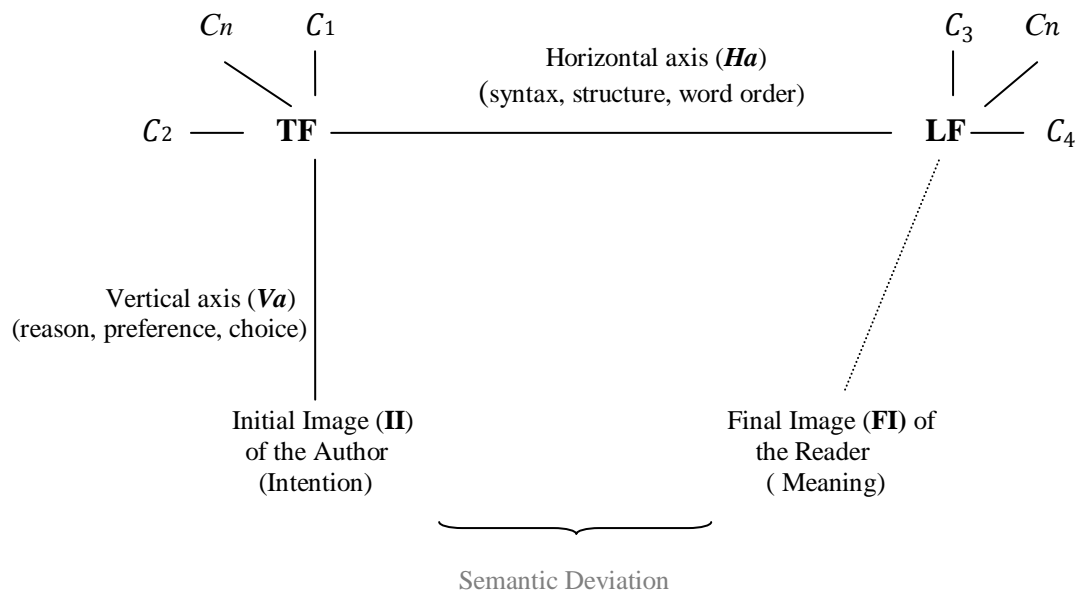 Cn C1 C3 Cn
Horizontal axis (Ha)
(syntax, structure, word order)
C2 TF LF C4
Vertical axis (Va)
(reason, preference, choice)
Initial Image (II)
of the Author
(Intention)
Final Image (FI) of
the Reader
( Meaning)
Semantic Deviation